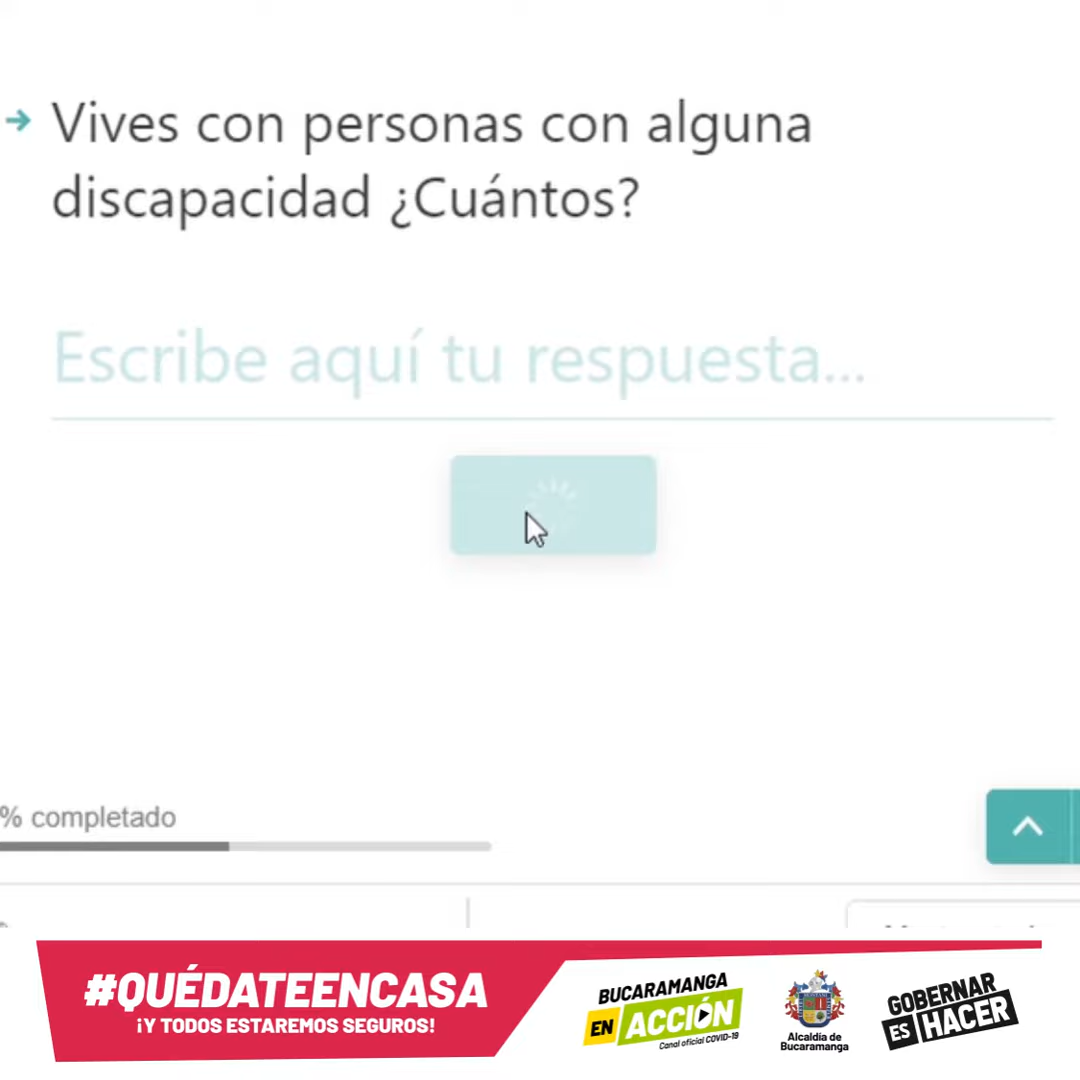 Vives con personas con alguna
discapacidad ¿Cuántos?
Escribe aquí tu respuesta...
% completado
#QUÉDATEENCASA
¡Y TODOS ESTAREMOS SEGUROS!
BUCARAMANGA
EN ACCIÓN
Canal oficial COVID-19
Alcaldía de
Bucaramanga
GOBERNAR
ES HACER